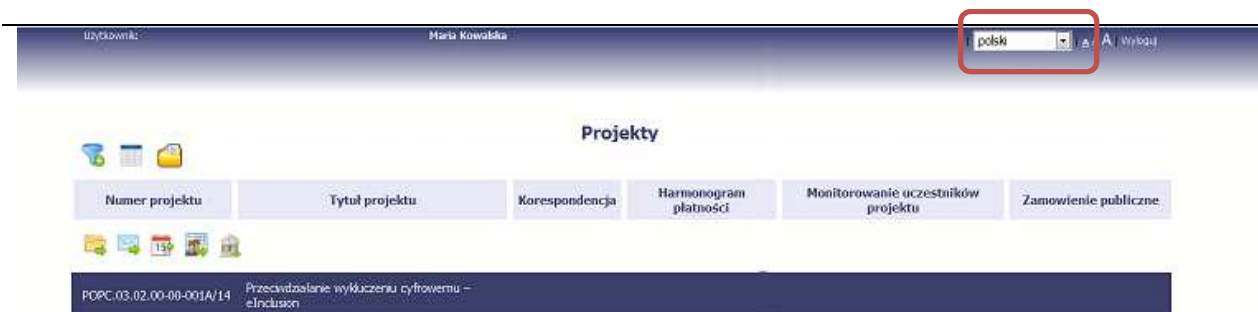 Użytkownik: Maria Kowalska polski A A Wyloguj
Projekty
Numer projektu Tytuł projektu Korespondencja Harmonogram płatności Monitorowanie uczestników projektu Zamowienie publiczne
15
POPC.03.02.00-00-001A/14 Przeciwdziałanie wykluczeniu cyfrowemu –
eInclusion